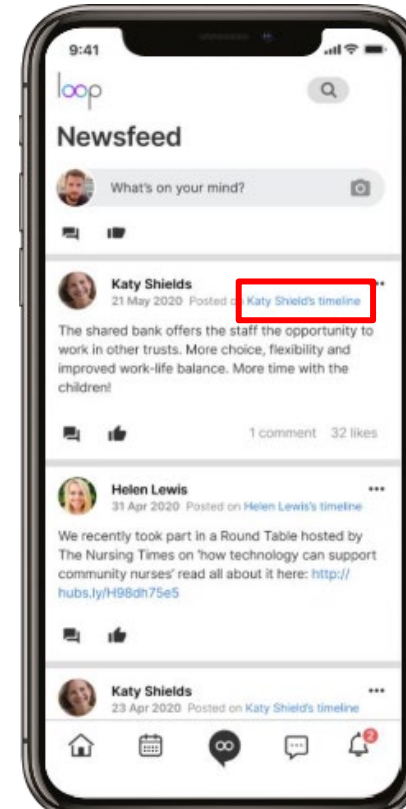 9:41
loop
Newsfeed
What's on your mind?
Katy Shields
21 May 2020 Posted on Katy Shield's timeline
The shared bank offers the staff the opportunity to
work in other trusts. More choice, flexibility and
improved work-life balance. More time with the
children!
1 comment 32 likes
Helen Lewis
31 Apr 2020 Posted on Helen Lewis's timeline
We recently took part in a Round Table hosted by
The Nursing Times on 'how technology can support
community nurses' read all about it here: http://
hubs.ly/H98dh75e5
Katy Shields
23 Apr 2020 Posted on Katy Shield's timeline
2